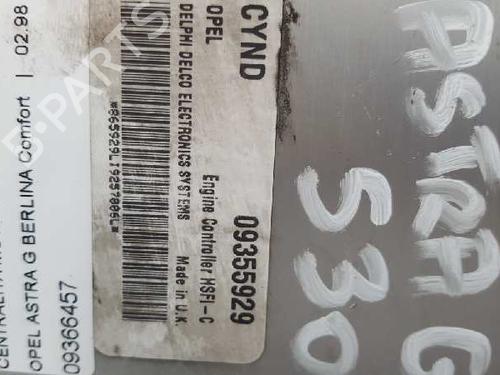 CYND
OPEL
DELPHI DELCO ELECTRONICS SYSTEMS
09355929
Engine Controller HSFI-C
Made in U.K.
OPEL ASTRA G BERLINA Comfort | 02.98
09366457
ASTRA G
530
B-PARTS